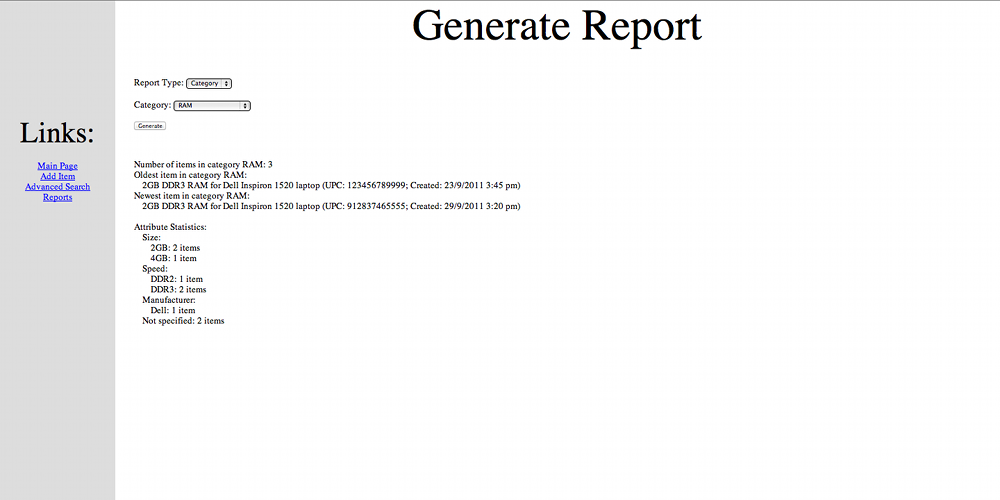 Generate Report
Report Type: Category
Category: RAM
Generate
Links:
Main Page
Add Item
Advanced Search
Reports
Number of items in category RAM: 3
Oldest item in category RAM:
2GB DDR3 RAM for Dell Inspiron 1520 laptop (UPC: 123456789999; Created: 23/9/2011 3:45 pm)
Newest item in category RAM:
2GB DDR3 RAM for Dell Inspiron 1520 laptop (UPC: 912837465555; Created: 29/9/2011 3:20 pm)
Attribute Statistics:
Size:
2GB: 2 items
4GB: 1 item
Speed:
DDR2: 1 item
DDR3: 2 items
Manufacturer:
Dell: 1 item
Not specified: 2 items